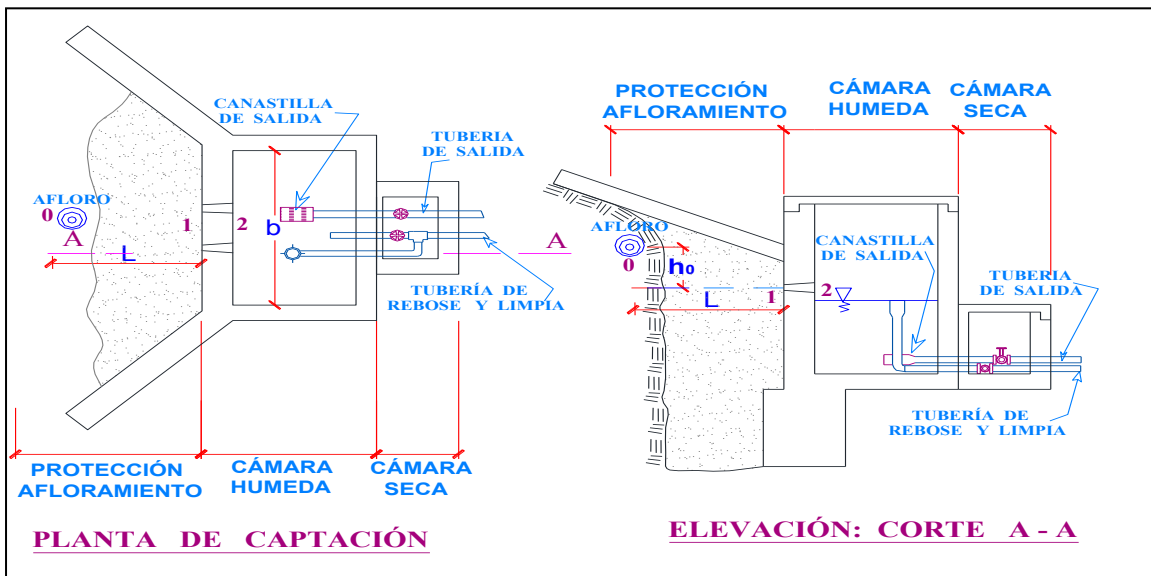 CANASTILLA
DE SALIDA
TUBERIA
DE SALIDA
AFLORO
0
A
L
1
2
b
A
TUBERÍA DE
REBOSE Y LIMPIA
PROTECCIÓN
AFLORAMIENTO
CÁMARA
HUMEDA
CÁMARA
SECA
PLANTA DE CAPTACIÓN
PROTECCIÓN
AFLORAMIENTO
CÁMARA
HUMEDA
CÁMARA
SECA
AFLORO
0
h0
L
1
2
CANASTILLA
DE SALIDA
TUBERIA
DE SALIDA
TUBERÍA DE
REBOSE Y LIMPIA
ELEVACIÓN: CORTE A - A